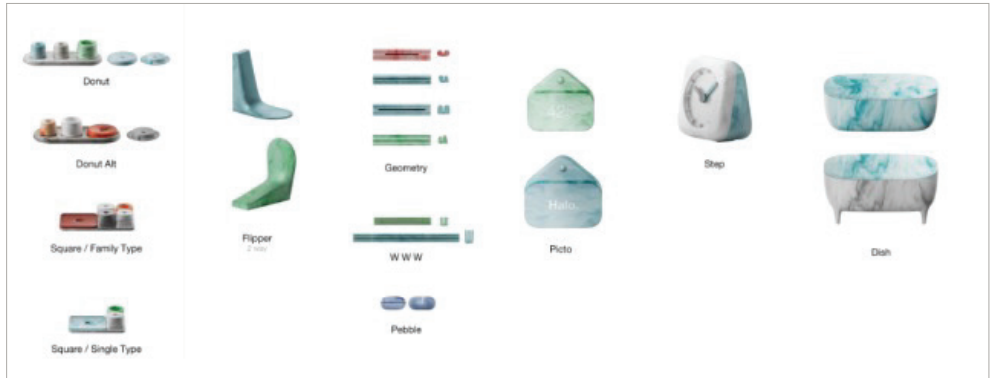 Donut
Donut Alt
Square / Family Type
Square / Single Type
Flipper
Geometry
W W W
Pebble
Halo.
Picto
Step
Dish